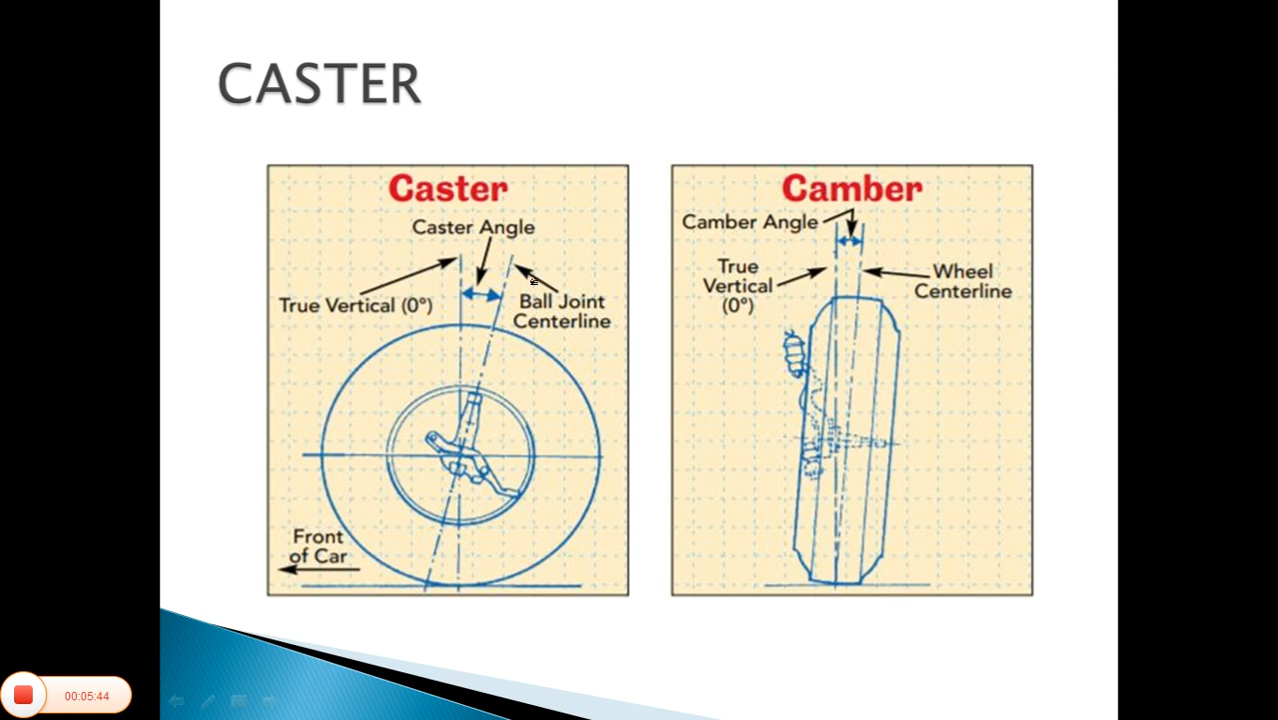 CASTER
Caster
Caster Angle
True Vertical (0°)
Ball Joint
Centerline
Front
of Car
Camber
Camber Angle
True
Vertical
(0°)
Wheel
Centerline
00:05:44